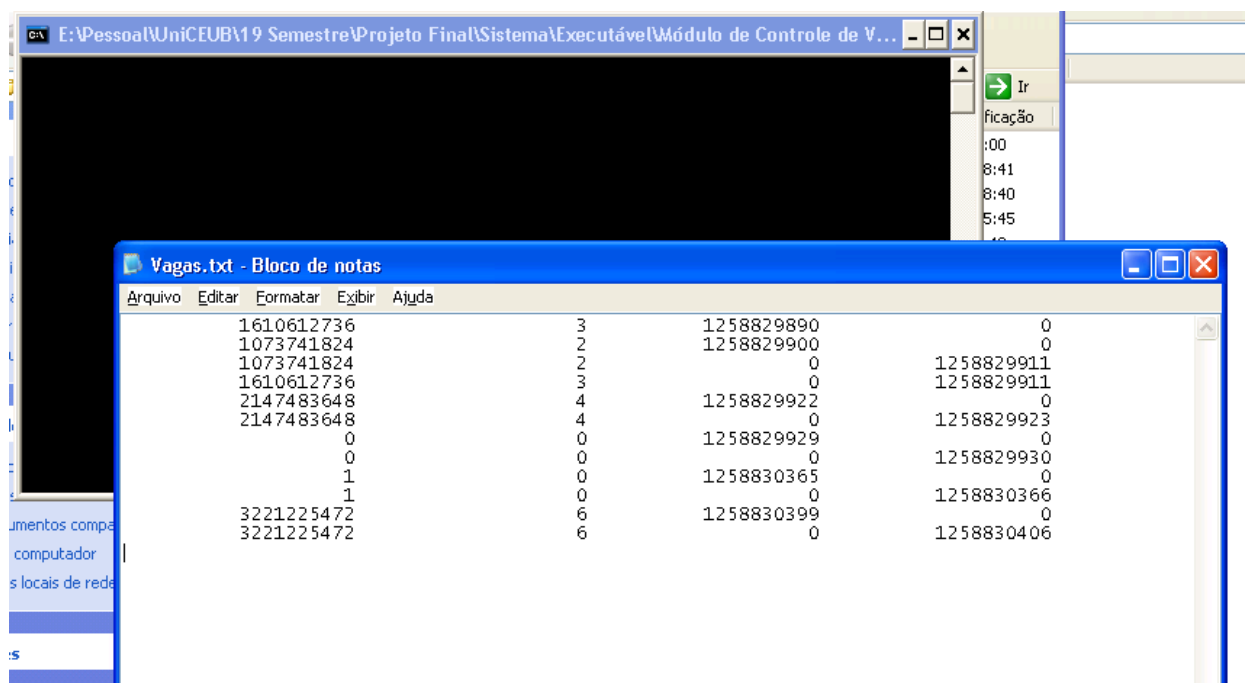 E:\Pessoal\UniCEUB\19 Semestre\Projeto Final\Sistema\Executável\Módulo de Controle de V...
Ir
ficação
:00
8:41
8:40
5:45
Vagas.txt - Bloco de notas
Arquivo Editar Formatar Exibir Ajuda
1610612736 3 1258829890 0
1073741824 2 1258829900 0
1073741824 2 0 1258829911
1610612736 3 0 1258829911
2147483648 4 1258829922 0
2147483648 4 0 1258829923
0 0 1258829929 0
0 0 0 1258829930
1 0 1258830365 0
1 0 0 1258830366
3221225472 6 1258830399 0
3221225472 6 0 1258830406
umentos compa
computador
s locais de rede
es